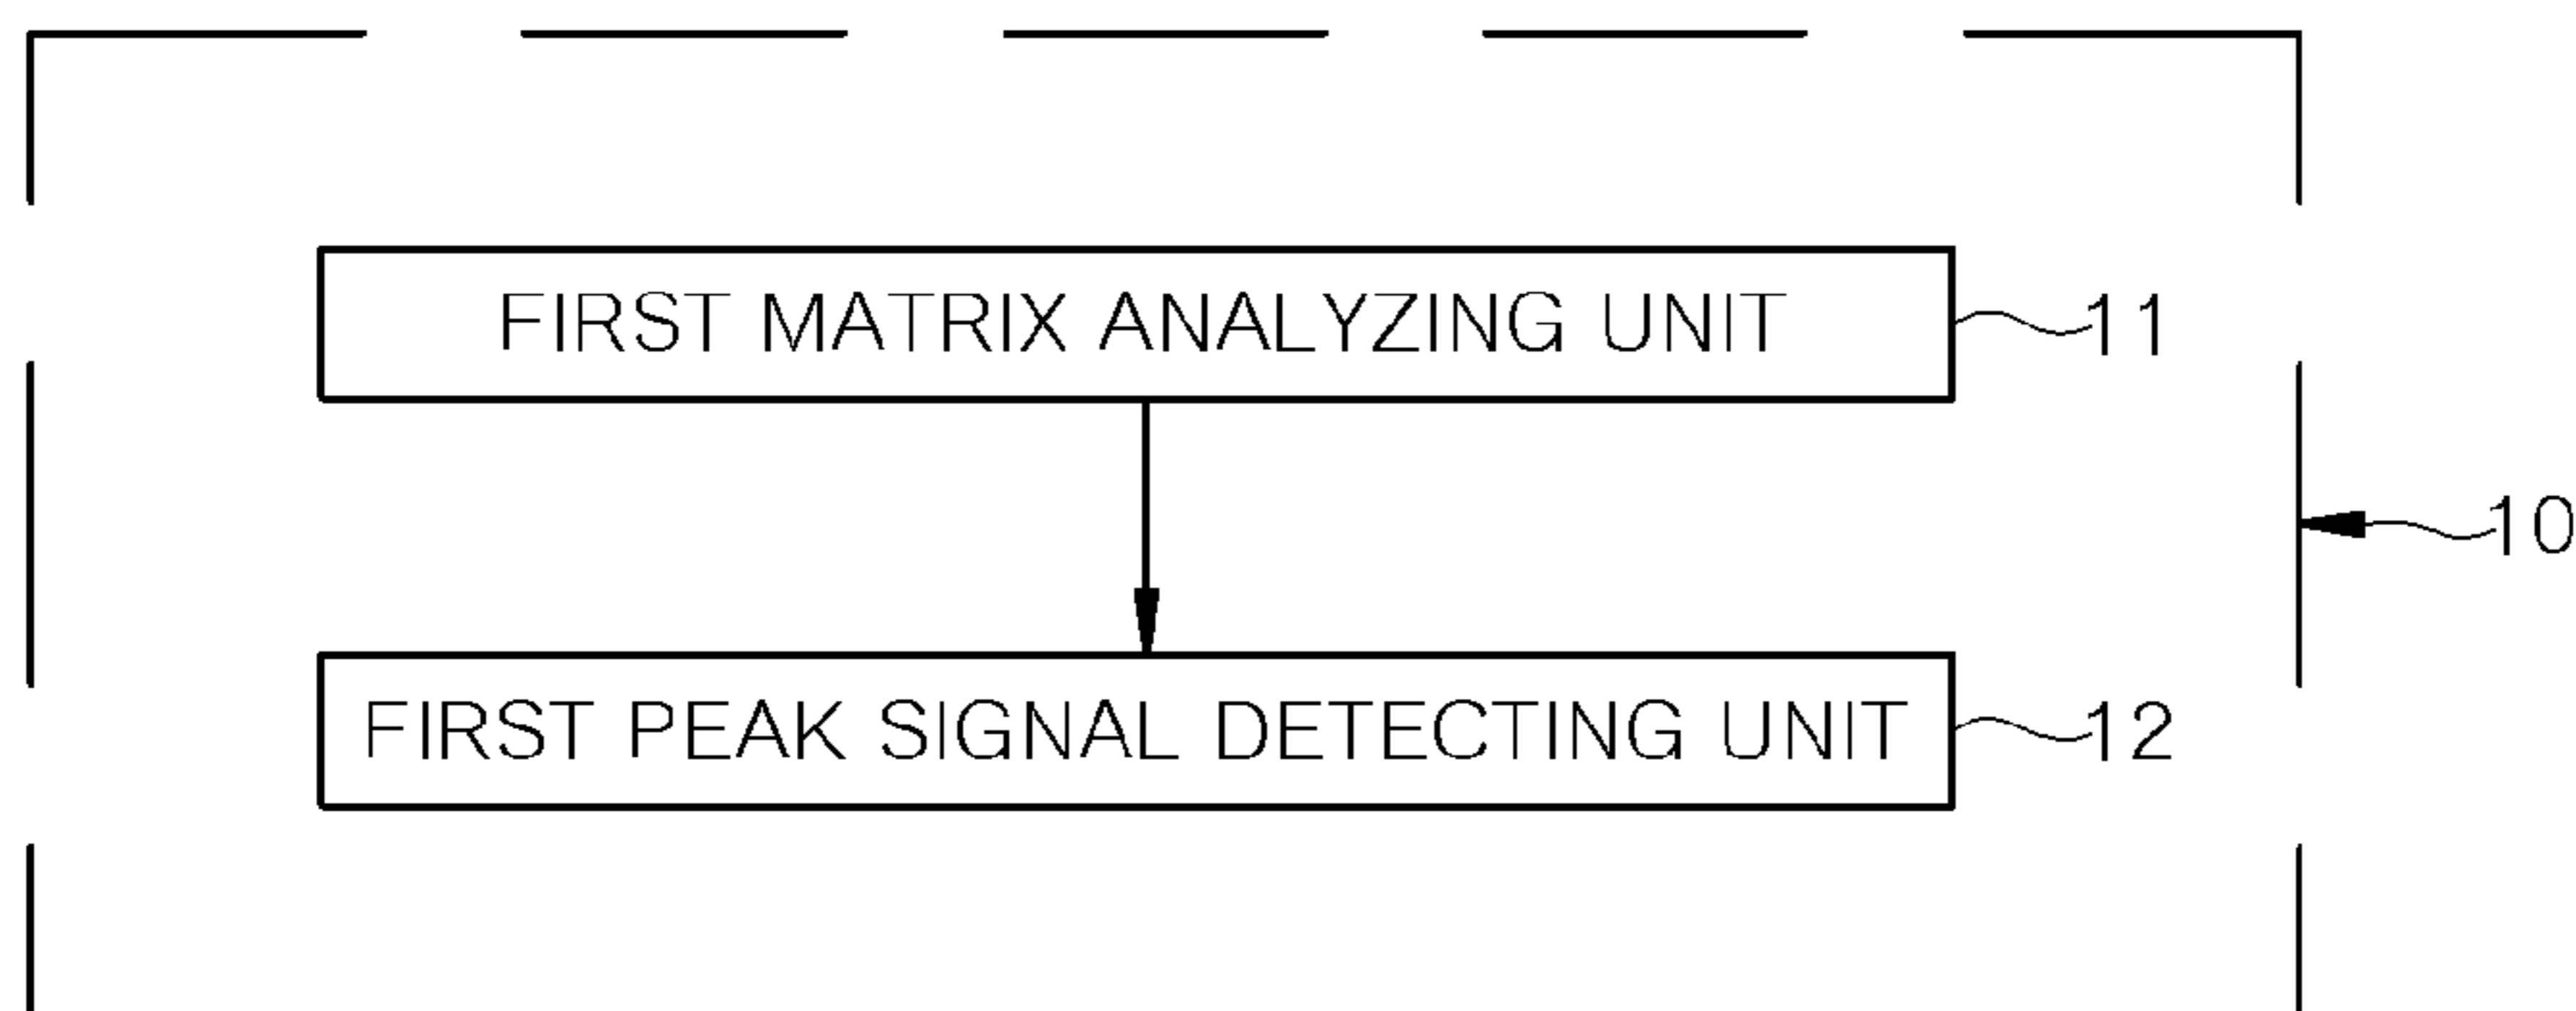 FIRST MATRIX ANALYZING UNIT
11
10
FIRST PEAK SIGNAL DETECTING UNIT
12